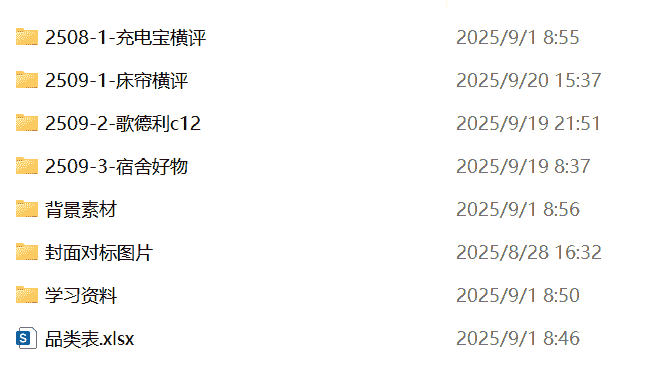 2508-1-充电宝横评 2025/9/1 8:55
2509-1-床帘横评 2025/9/20 15:37
2509-2-歌德利c12 2025/9/19 21:51
2509-3-宿舍好物 2025/9/19 8:37
背景素材 2025/9/1 8:56
封面对标图片 2025/8/28 16:32
学习资料 2025/9/1 8:50
品类表.xlsx 2025/9/1 8:46